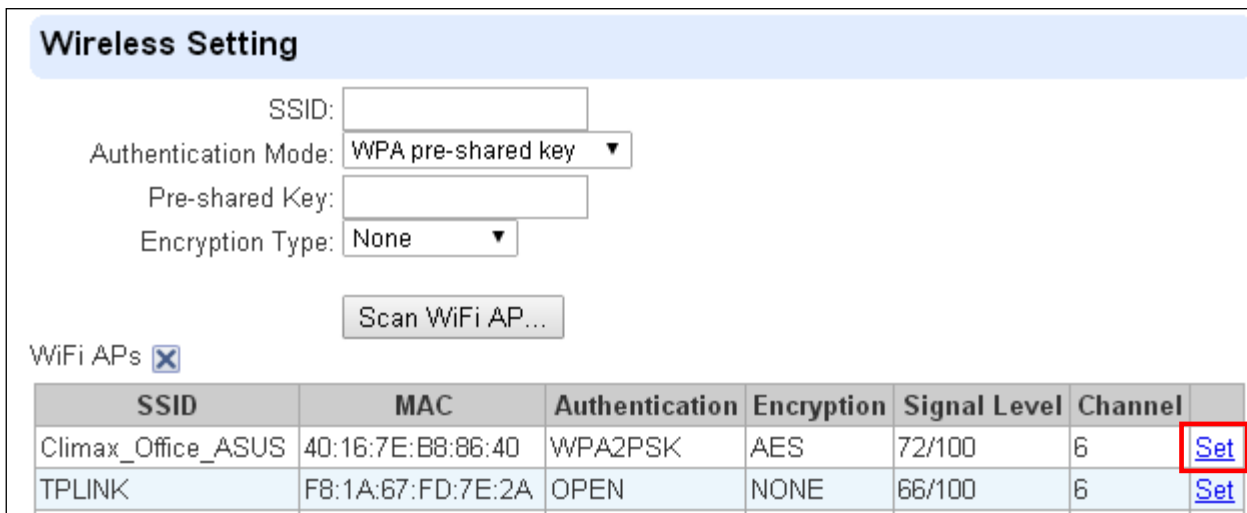 Wireless Setting
SSID:
Authentication Mode: WPA pre-shared key
Pre-shared Key:
Encryption Type: None
Scan WiFi AP...
WiFi APs
SSID MAC Authentication Encryption Signal Level Channel
Climax_Office_ASUS 40:16:7E:B8:86:40 WPA2PSK AES 72/100 6 Set
TPLINK F8:1A:67:FD:7E:2A OPEN NONE 66/100 6 Set